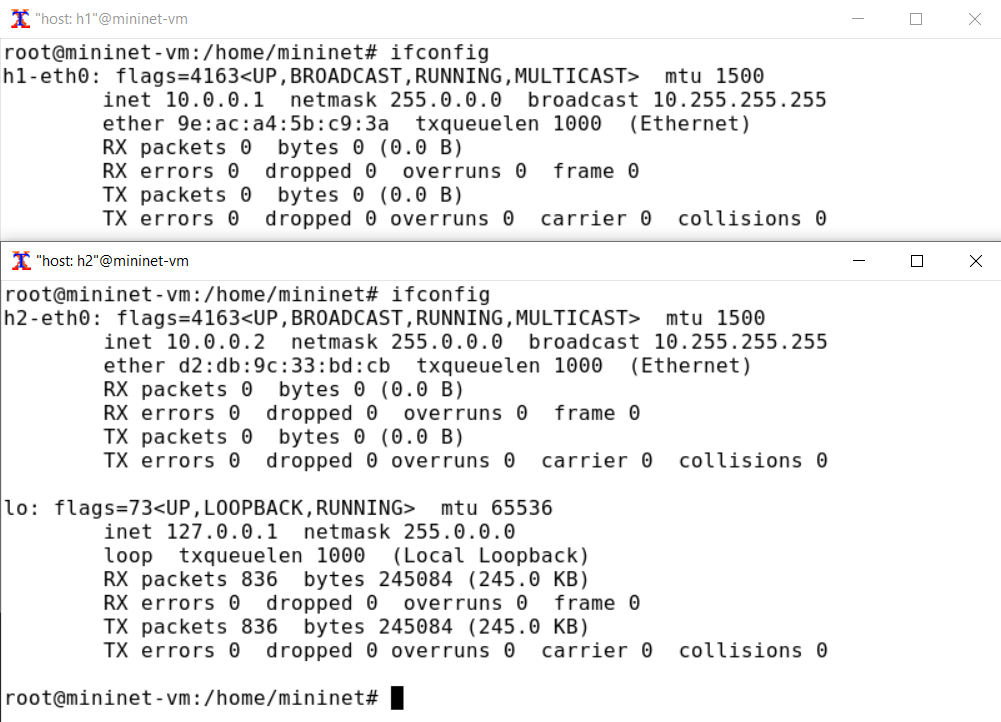 "host: h1"@mininet-vm
root@mininet-vm:/home/mininet# ifconfig
h1-eth0: flags=4163<UP,BROADCAST,RUNNING,MULTICAST>  mtu 1500
        inet 10.0.0.1  netmask 255.0.0.0  broadcast 10.255.255.255
        ether 9e:ac:a4:5b:c9:3a  txqueuelen 1000  (Ethernet)
        RX packets 0  bytes 0 (0.0 B)
        RX errors 0  dropped 0  overruns 0  frame 0
        TX packets 0  bytes 0 (0.0 B)
        TX errors 0  dropped 0 overruns 0  carrier 0  collisions 0
"host: h2"@mininet-vm
root@mininet-vm:/home/mininet# ifconfig
h2-eth0: flags=4163<UP,BROADCAST,RUNNING,MULTICAST>  mtu 1500
        inet 10.0.0.2  netmask 255.0.0.0  broadcast 10.255.255.255
        ether d2:db:9c:33:bd:cb  txqueuelen 1000  (Ethernet)
        RX packets 0  bytes 0 (0.0 B)
        RX errors 0  dropped 0  overruns 0  frame 0
        TX packets 0  bytes 0 (0.0 B)
        TX errors 0  dropped 0 overruns 0  carrier 0  collisions 0
lo: flags=73<UP,LOOPBACK,RUNNING>  mtu 65536
        inet 127.0.0.1  netmask 255.0.0.0
        loop  txqueuelen 1000  (Local Loopback)
        RX packets 836  bytes 245084 (245.0 KB)
        RX errors 0  dropped 0  overruns 0  frame 0
        TX packets 836  bytes 245084 (245.0 KB)
        TX errors 0  dropped 0 overruns 0  carrier 0  collisions 0
root@mininet-vm:/home/mininet#